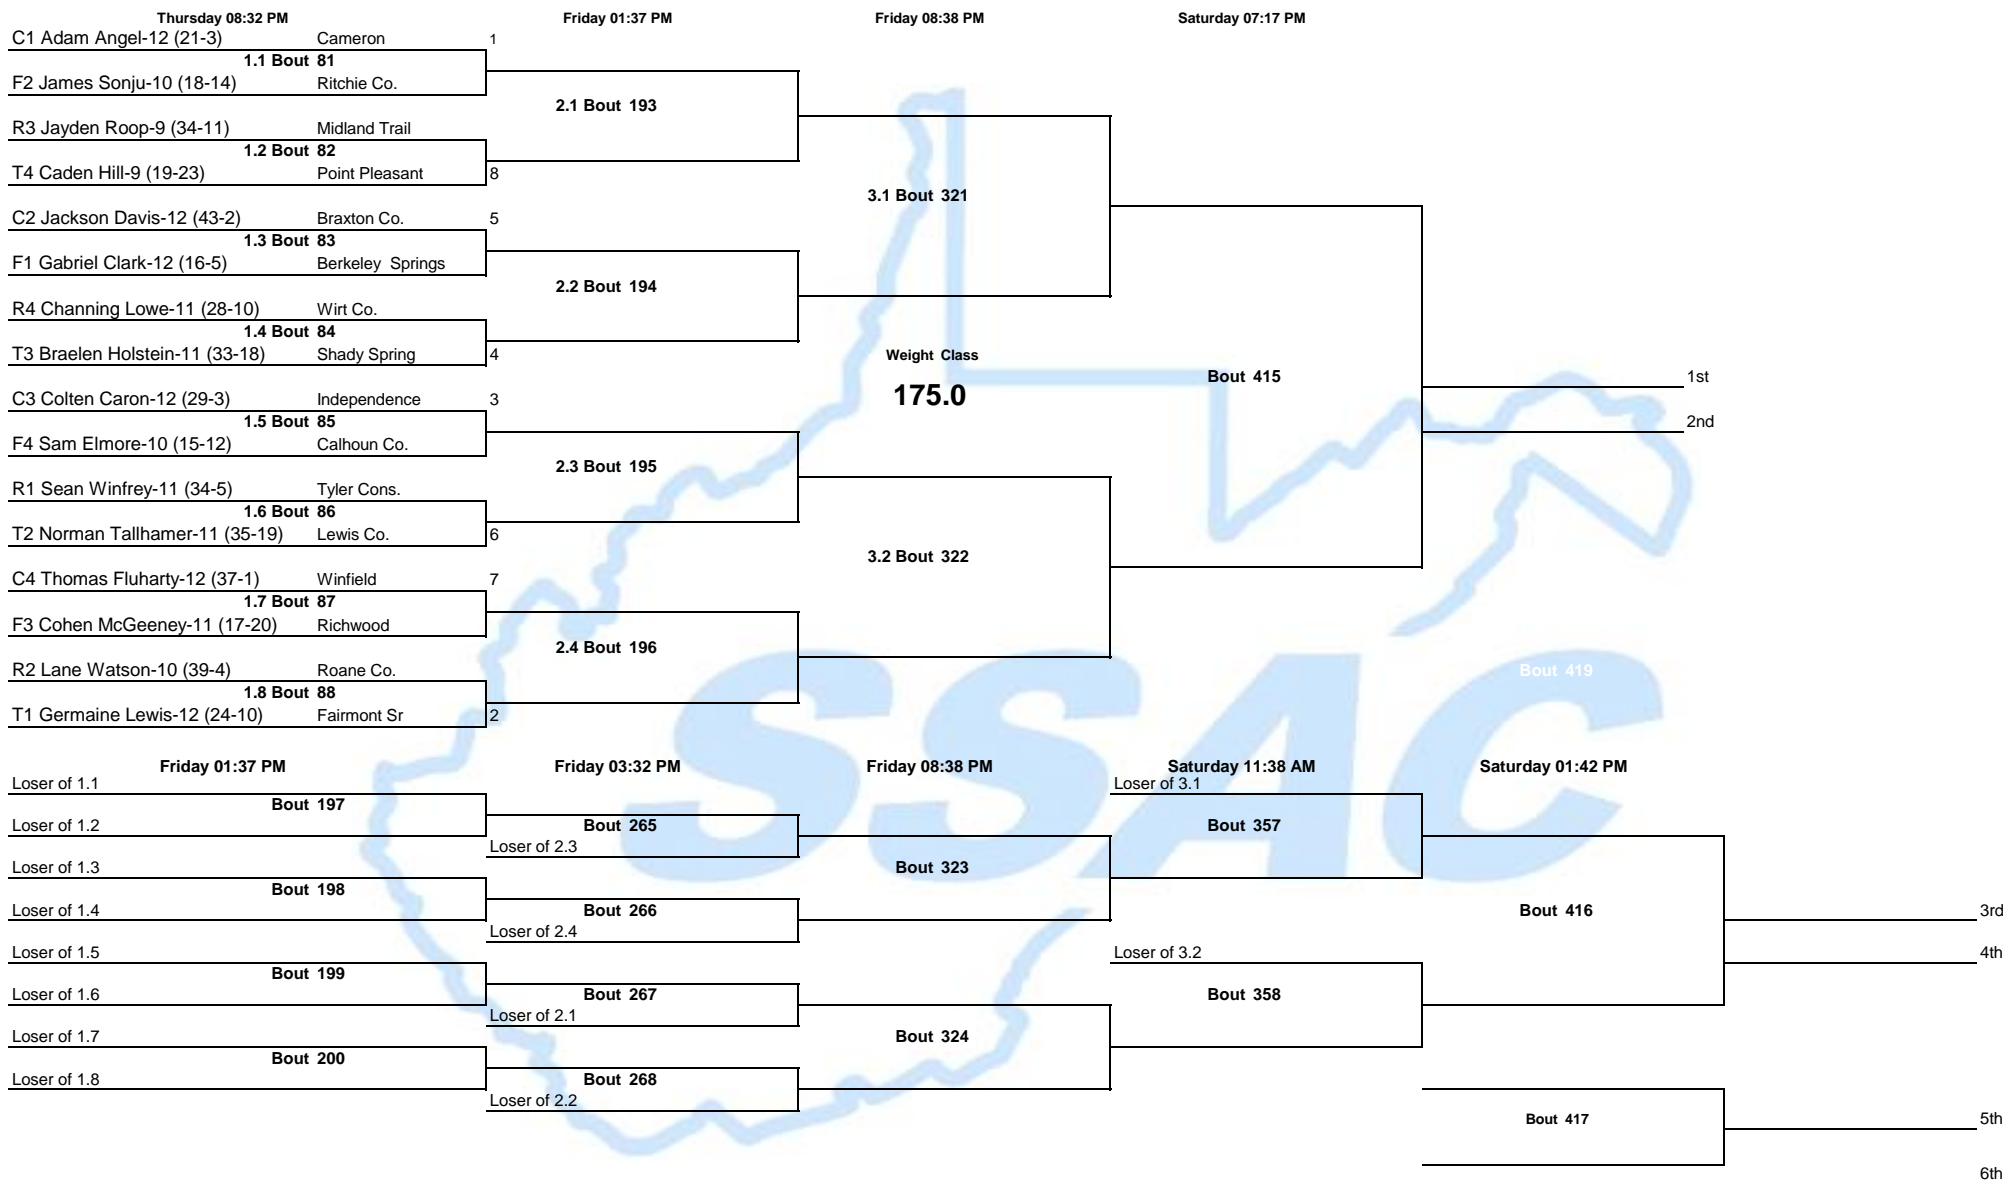 Thursday 08:32 PM Friday 01:37 PM Friday 08:38 PM Saturday 07:17 PM
C1 Adam Angel-12 (21-3) Cameron 1
1.1 Bout 81
F2 James Sonju-10 (18-14) Ritchie Co.
2.1 Bout 193
R3 Jayden Roop-9 (34-11) Midland Trail
1.2 Bout 82
T4 Caden Hill-9 (19-23) Point Pleasant 8
3.1 Bout 321
C2 Jackson Davis-12 (43-2) Braxton Co. 5
1.3 Bout 83
F1 Gabriel Clark-12 (16-5) Berkeley Springs
2.2 Bout 194
R4 Channing Lowe-11 (28-10) Wirt Co.
1.4 Bout 84
T3 Braelen Holstein-11 (33-18) Shady Spring 4
Weight Class
175.0
Bout 415
1st
2nd
C3 Colten Caron-12 (29-3) Independence 3
1.5 Bout 85
F4 Sam Elmore-10 (15-12) Calhoun Co.
2.3 Bout 195
R1 Sean Winfrey-11 (34-5) Tyler Cons.
1.6 Bout 86
T2 Norman Tallhamer-11 (35-19) Lewis Co. 6
3.2 Bout 322
C4 Thomas Fluharty-12 (37-1) Winfield 7
1.7 Bout 87
F3 Cohen McGeeney-11 (17-20) Richwood
2.4 Bout 196
R2 Lane Watson-10 (39-4) Roane Co.
Bout 419
1.8 Bout 88
T1 Germaine Lewis-12 (24-10) Fairmont Sr 2
SSAC
Friday 01:37 PM Friday 03:32 PM Friday 08:38 PM Saturday 11:38 AM Saturday 01:42 PM
Loser of 1.1 Loser of 3.1
Bout 197
Loser of 1.2 Bout 265 Bout 357
Loser of 2.3
Loser of 1.3 Bout 323
Bout 198
Loser of 1.4 Bout 266 Bout 416 3rd
Loser of 2.4
Loser of 1.5 Loser of 3.2 4th
Bout 199
Loser of 1.6 Bout 267 Bout 358
Loser of 2.1
Loser of 1.7 Bout 324
Bout 200
Loser of 1.8 Bout 268
Loser of 2.2
Bout 417 5th
6th